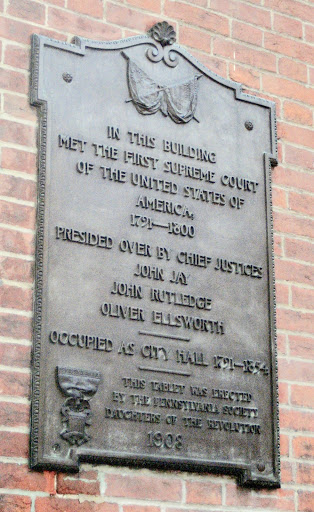 IN THIS BUILDING
MET THE FIRST SUPREME COURT
OF THE UNITED STATES OF
AMERICA
1791—1800
PRESIDED OVER BY CHIEF JUSTICES
JOHN JAY
JOHN RUTLEDGE
OLIVER ELLSWORTH
OCCUPIED AS CITY HALL 1791-1854
THIS TABLET WAS ERECTED
BY THE PENNSYLVANIA SOCIETY
DAUGHTERS OF THE REVOLUTION
1908